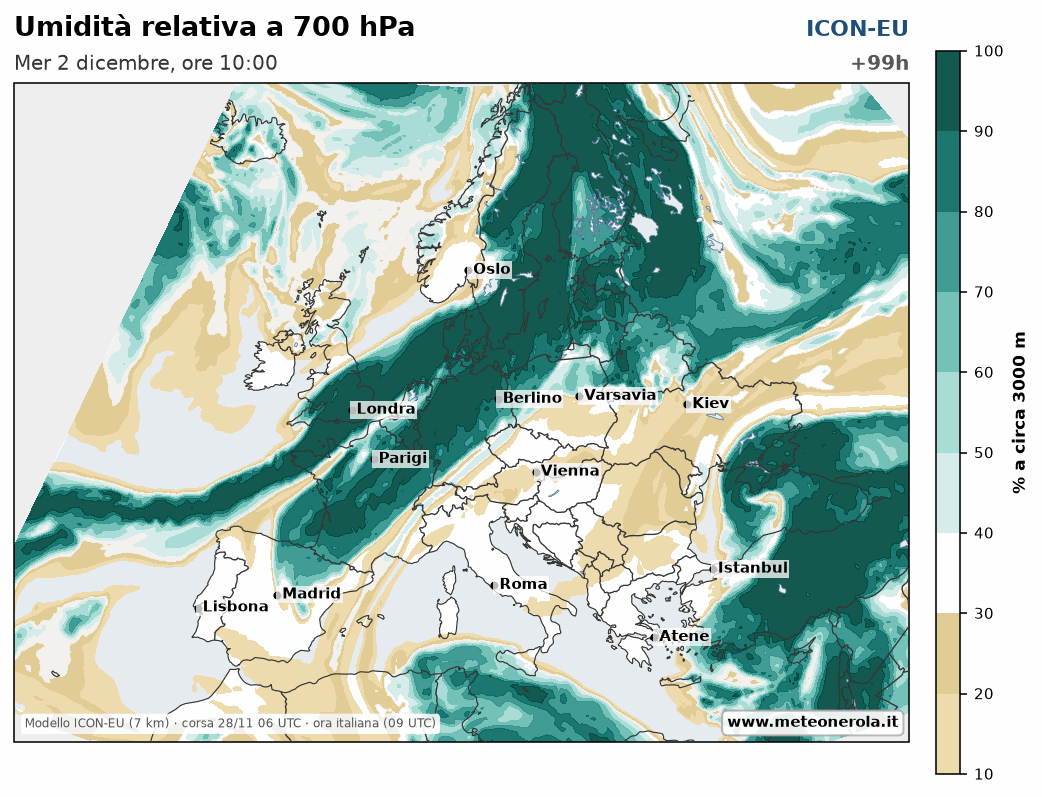 Umidità relativa a 700 hPa
ICON-EU
Mer 2 dicembre, ore 10:00
+99h
100
90
80
70
60
50
40
30
20
10
% a circa 3000 m
Oslo
Londra
Berlino
Varsavia
Kiev
Parigi
Vienna
Istanbul
Roma
Madrid
Lisbona
Atene
Modello ICON-EU (7 km) · corsa 28/11 06 UTC · ora italiana (09 UTC)
www.meteonerola.it